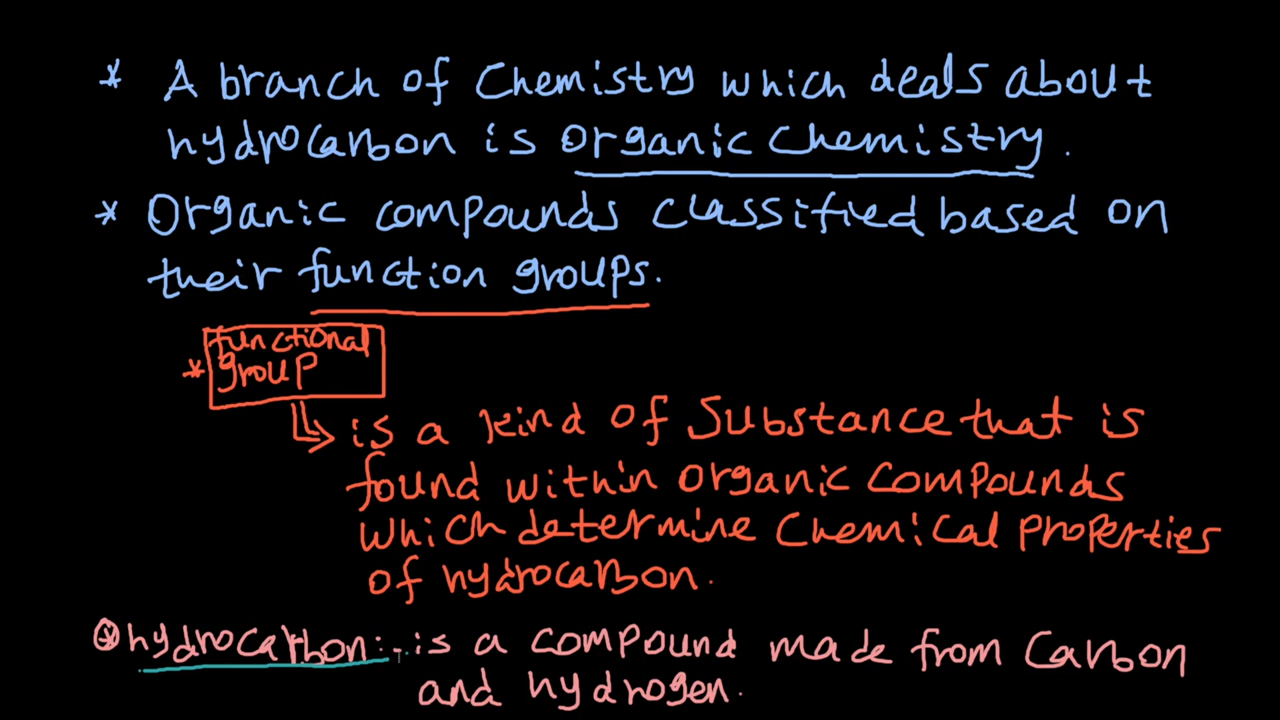 * A branch of Chemistry which deals about
hydrocarbon is organic chemistry.
* Organic compounds classified based on
their function groups.
functional
* group
is a kind of Substance that is
found within organic compounds
which determine chemical properties
of hydrocarbon.
* hydrocarbon:- is a compound made from Carbon
and hydrogen.